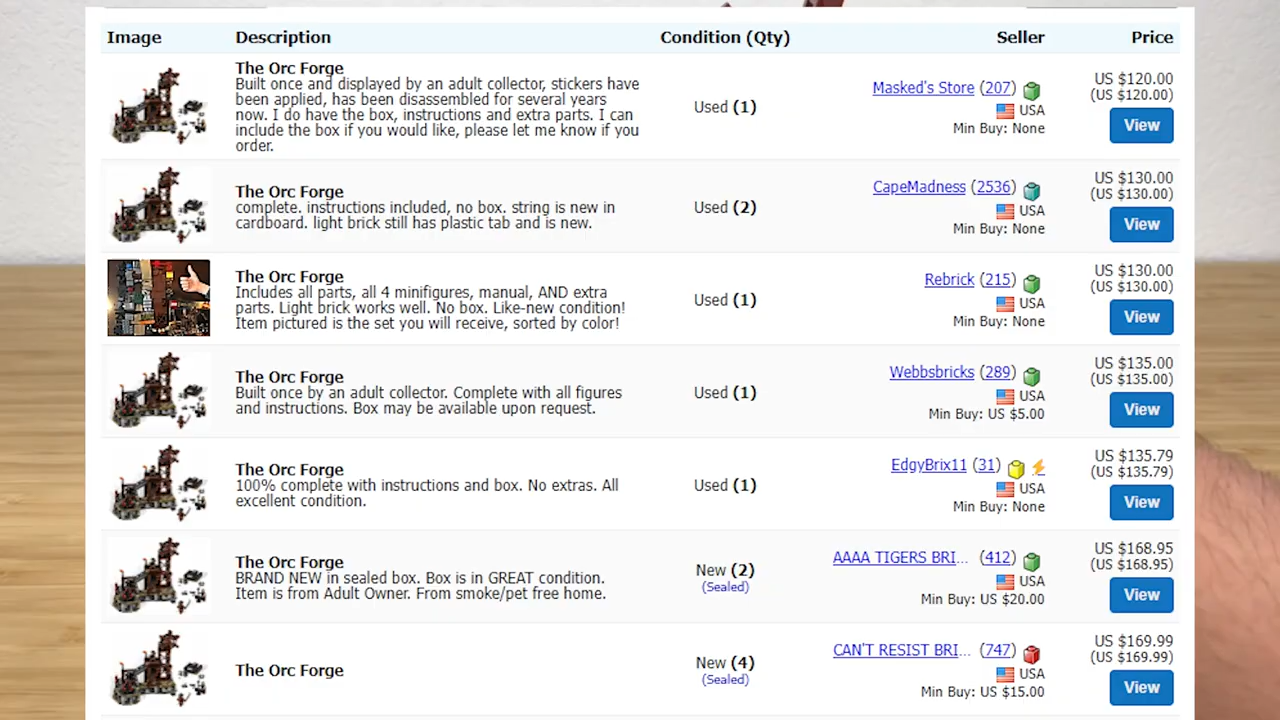 Image Description Condition (Qty) Seller Price
The Orc Forge
Built once and displayed by an adult collector, stickers have
been applied, has been disassembled for several years
now. I do have the box, instructions and extra parts. I can
include the box if you would like, please let me know if you
order.
Used (1)
Masked's Store (207)
USA
Min Buy: None
US $120.00
(US $120.00)
View
The Orc Forge
complete. instructions included, no box. string is new in
cardboard. light brick still has plastic tab and is new.
Used (2)
CapeMadness (2536)
USA
Min Buy: None
US $130.00
(US $130.00)
View
The Orc Forge
Includes all parts, all 4 minifigures, manual, AND extra
parts. Light brick works well. No box. Like-new condition!
Item pictured is the set you will receive, sorted by color!
Used (1)
Rebrick (215)
USA
Min Buy: None
US $130.00
(US $130.00)
View
The Orc Forge
Built once by an adult collector. Complete with all figures
and instructions. Box may be available upon request.
Used (1)
Webbsbricks (289)
USA
Min Buy: US $5.00
US $135.00
(US $135.00)
View
The Orc Forge
100% complete with instructions and box. No extras. All
excellent condition.
Used (1)
EdgyBrix11 (31)
USA
Min Buy: None
US $135.79
(US $135.79)
View
The Orc Forge
BRAND NEW in sealed box. Box is in GREAT condition.
Item is from Adult Owner. From smoke/pet free home.
New (2)
(Sealed)
AAAA TIGERS BRI... (412)
USA
Min Buy: US $20.00
US $168.95
(US $168.95)
View
The Orc Forge
New (4)
(Sealed)
CAN'T RESIST BRI... (747)
USA
Min Buy: US $15.00
US $169.99
(US $169.99)
View